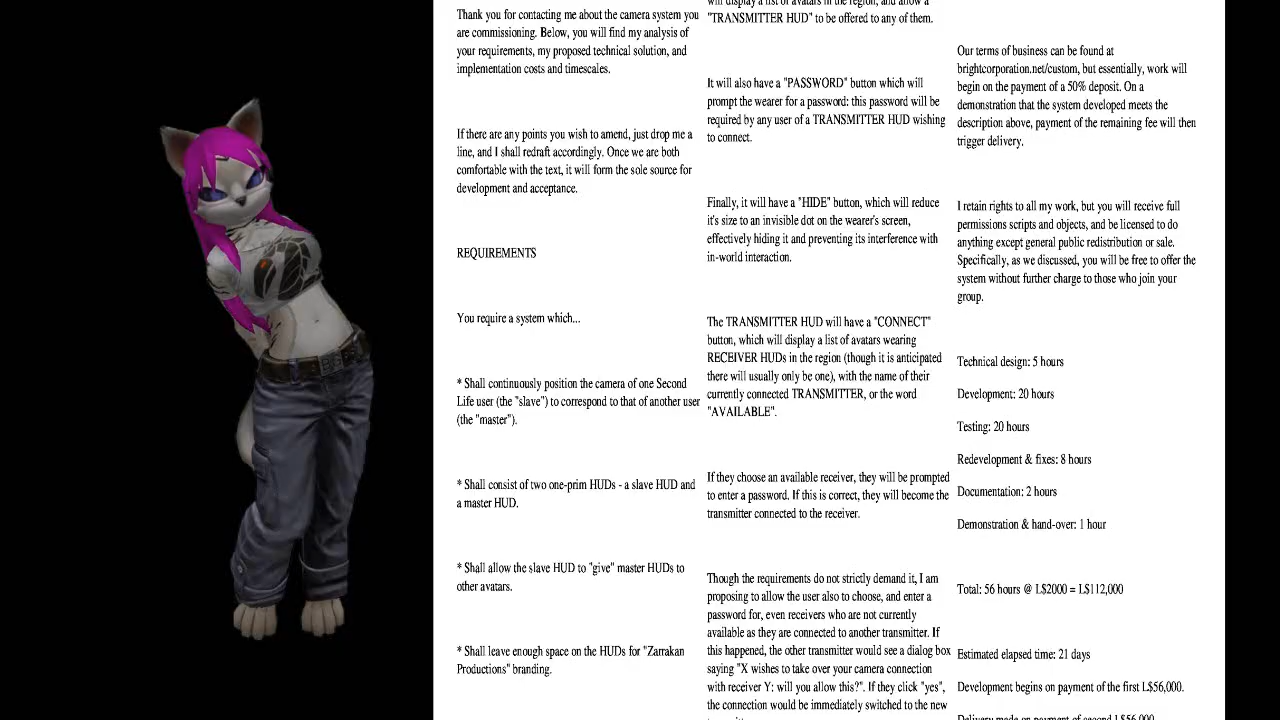 Thank you for contacting me about the camera system you
are commissioning. Below, you will find my analysis of
your requirements, my proposed technical solution, and
implementation costs and timescales.
If there are any points you wish to amend, just drop me a
line, and I shall redraft accordingly. Once we are both
comfortable with the text, it will form the sole source for
development and acceptance.
REQUIREMENTS
You require a system which...
* Shall continuously position the camera of one Second
Life user (the "slave") to correspond to that of another user
(the "master").
* Shall consist of two one-prim HUDs - a slave HUD and
a master HUD.
* Shall allow the slave HUD to "give" master HUDs to
other avatars.
* Shall leave enough space on the HUDs for "Zarrakan
Productions" branding.
will display a list of avatars in the region, and allow a
"TRANSMITTER HUD" to be offered to any of them.
It will also have a "PASSWORD" button which will
prompt the wearer for a password: this password will be
required by any user of a TRANSMITTER HUD wishing
to connect.
Finally, it will have a "HIDE" button, which will reduce
it's size to an invisible dot on the wearer's screen,
effectively hiding it and preventing its interference with
in-world interaction.
The TRANSMITTER HUD will have a "CONNECT"
button, which will display a list of avatars wearing
RECEIVER HUDs in the region (though it is anticipated
there will usually only be one), with the name of their
currently connected TRANSMITTER, or the word
"AVAILABLE".
If they choose an available receiver, they will be prompted
to enter a password. If this is correct, they will become the
transmitter connected to the receiver.
Though the requirements do not strictly demand it, I am
proposing to allow the user also to choose, and enter a
password for, even receivers who are not currently
available as they are connected to another transmitter. If
this happened, the other transmitter would see a dialog box
saying "X wishes to take over your camera connection
with receiver Y: will you allow this?". If they click "yes",
the connection would be immediately switched to the new
Our terms of business can be found at
brightcorporation.net/custom, but essentially, work will
begin on the payment of a 50% deposit. On a
demonstration that the system developed meets the
description above, payment of the remaining fee will then
trigger delivery.
I retain rights to all my work, but you will receive full
permissions scripts and objects, and be licensed to do
anything except general public redistribution or sale.
Specifically, as we discussed, you will be free to offer the
system without further charge to those who join your
group.
Technical design: 5 hours
Development: 20 hours
Testing: 20 hours
Redevelopment & fixes: 8 hours
Documentation: 2 hours
Demonstration & hand-over: 1 hour
Total: 56 hours @ L$2000 = L$112,000
Estimated elapsed time: 21 days
Development begins on payment of the first L$56,000.
Delivery made on payment of second L$56,000